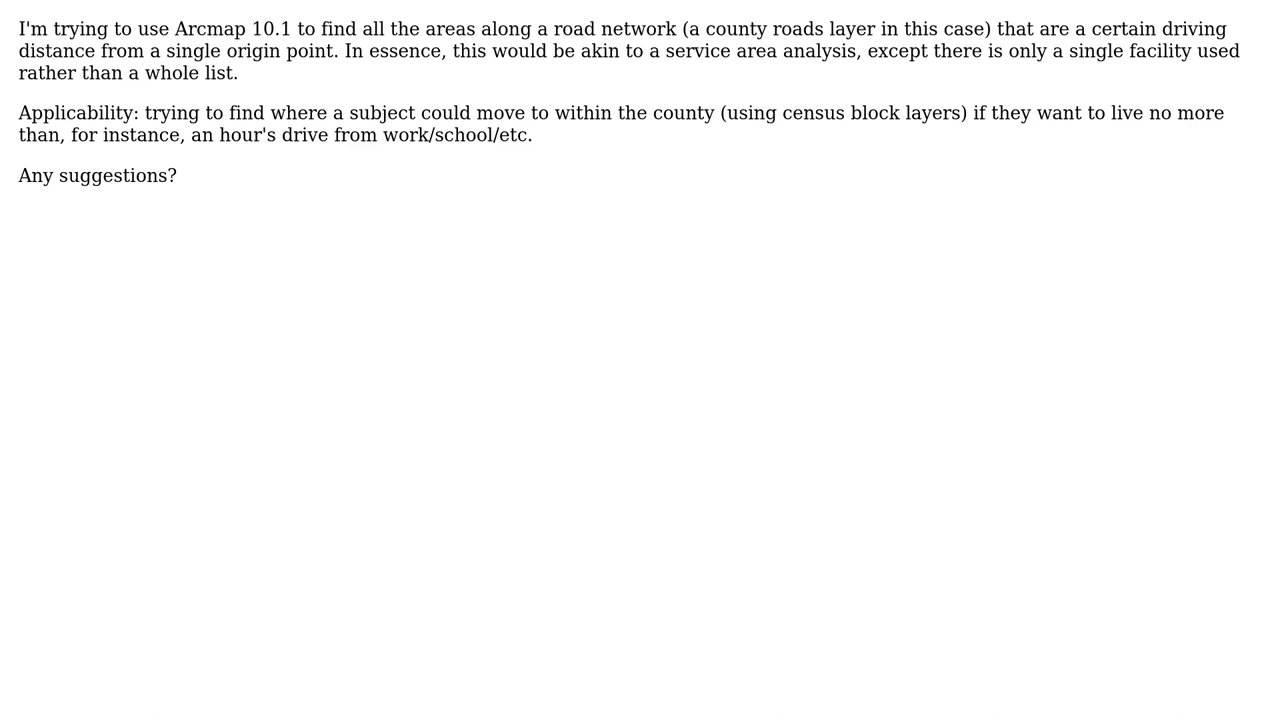 I'm trying to use Arcmap 10.1 to find all the areas along a road network (a county roads layer in this case) that are a certain driving
distance from a single origin point. In essence, this would be akin to a service area analysis, except there is only a single facility used
rather than a whole list.
Applicability: trying to find where a subject could move to within the county (using census block layers) if they want to live no more
than, for instance, an hour's drive from work/school/etc.
Any suggestions?